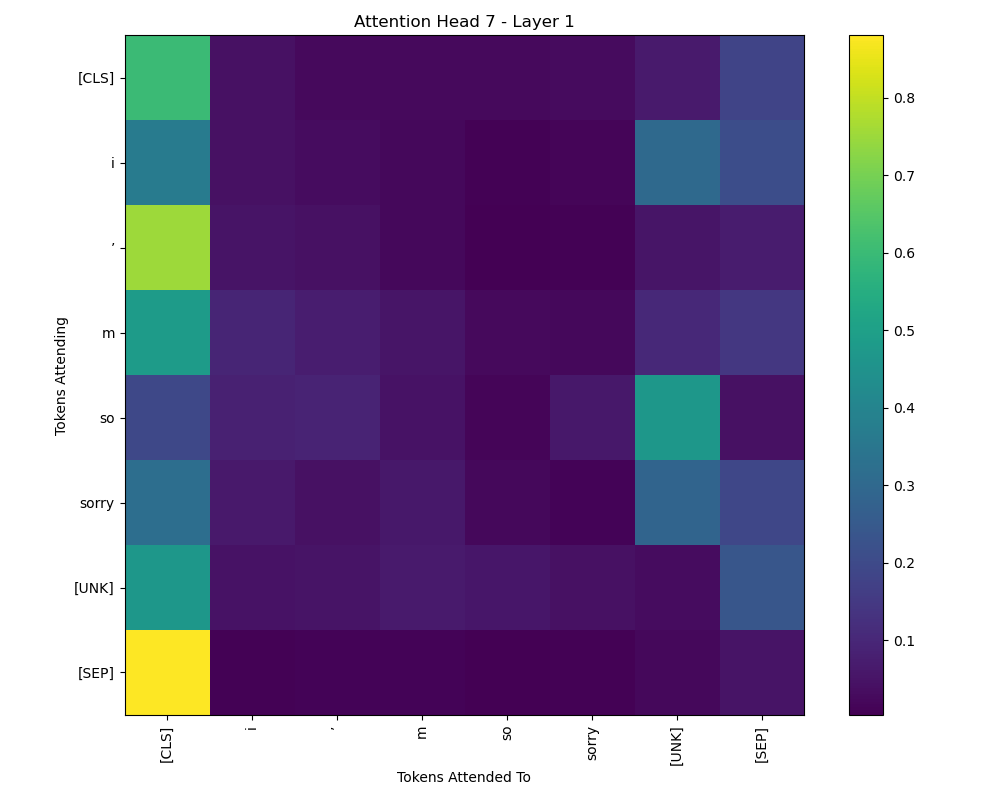 Attention Head 7 - Layer 1
Tokens Attending
[CLS]
i
’
m
so
sorry
[UNK]
[SEP]
[CLS]
i
’
m
so
sorry
[UNK]
[SEP]
Tokens Attended To
0.8
0.7
0.6
0.5
0.4
0.3
0.2
0.1